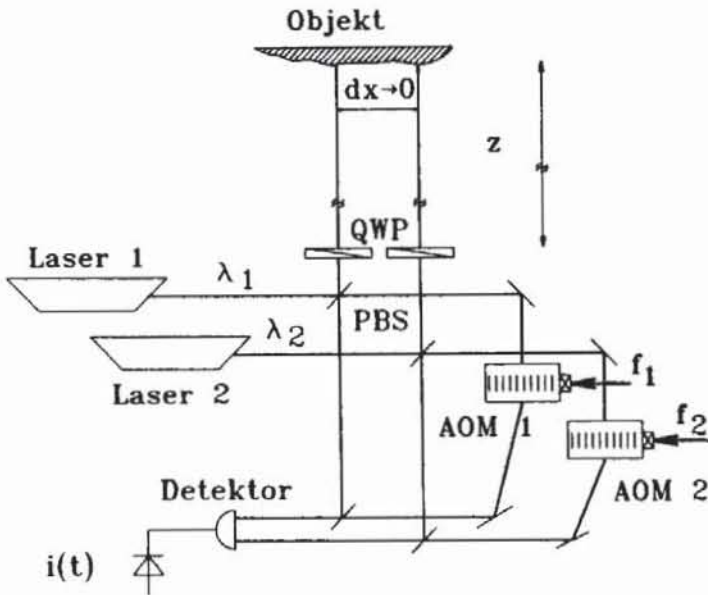 Objekt
dx→0
z
QWP
Laser 1
λ₁
PBS
λ₂
Laser 2
f₁
AOM 1
f₂
AOM 2
Detektor
i(t)